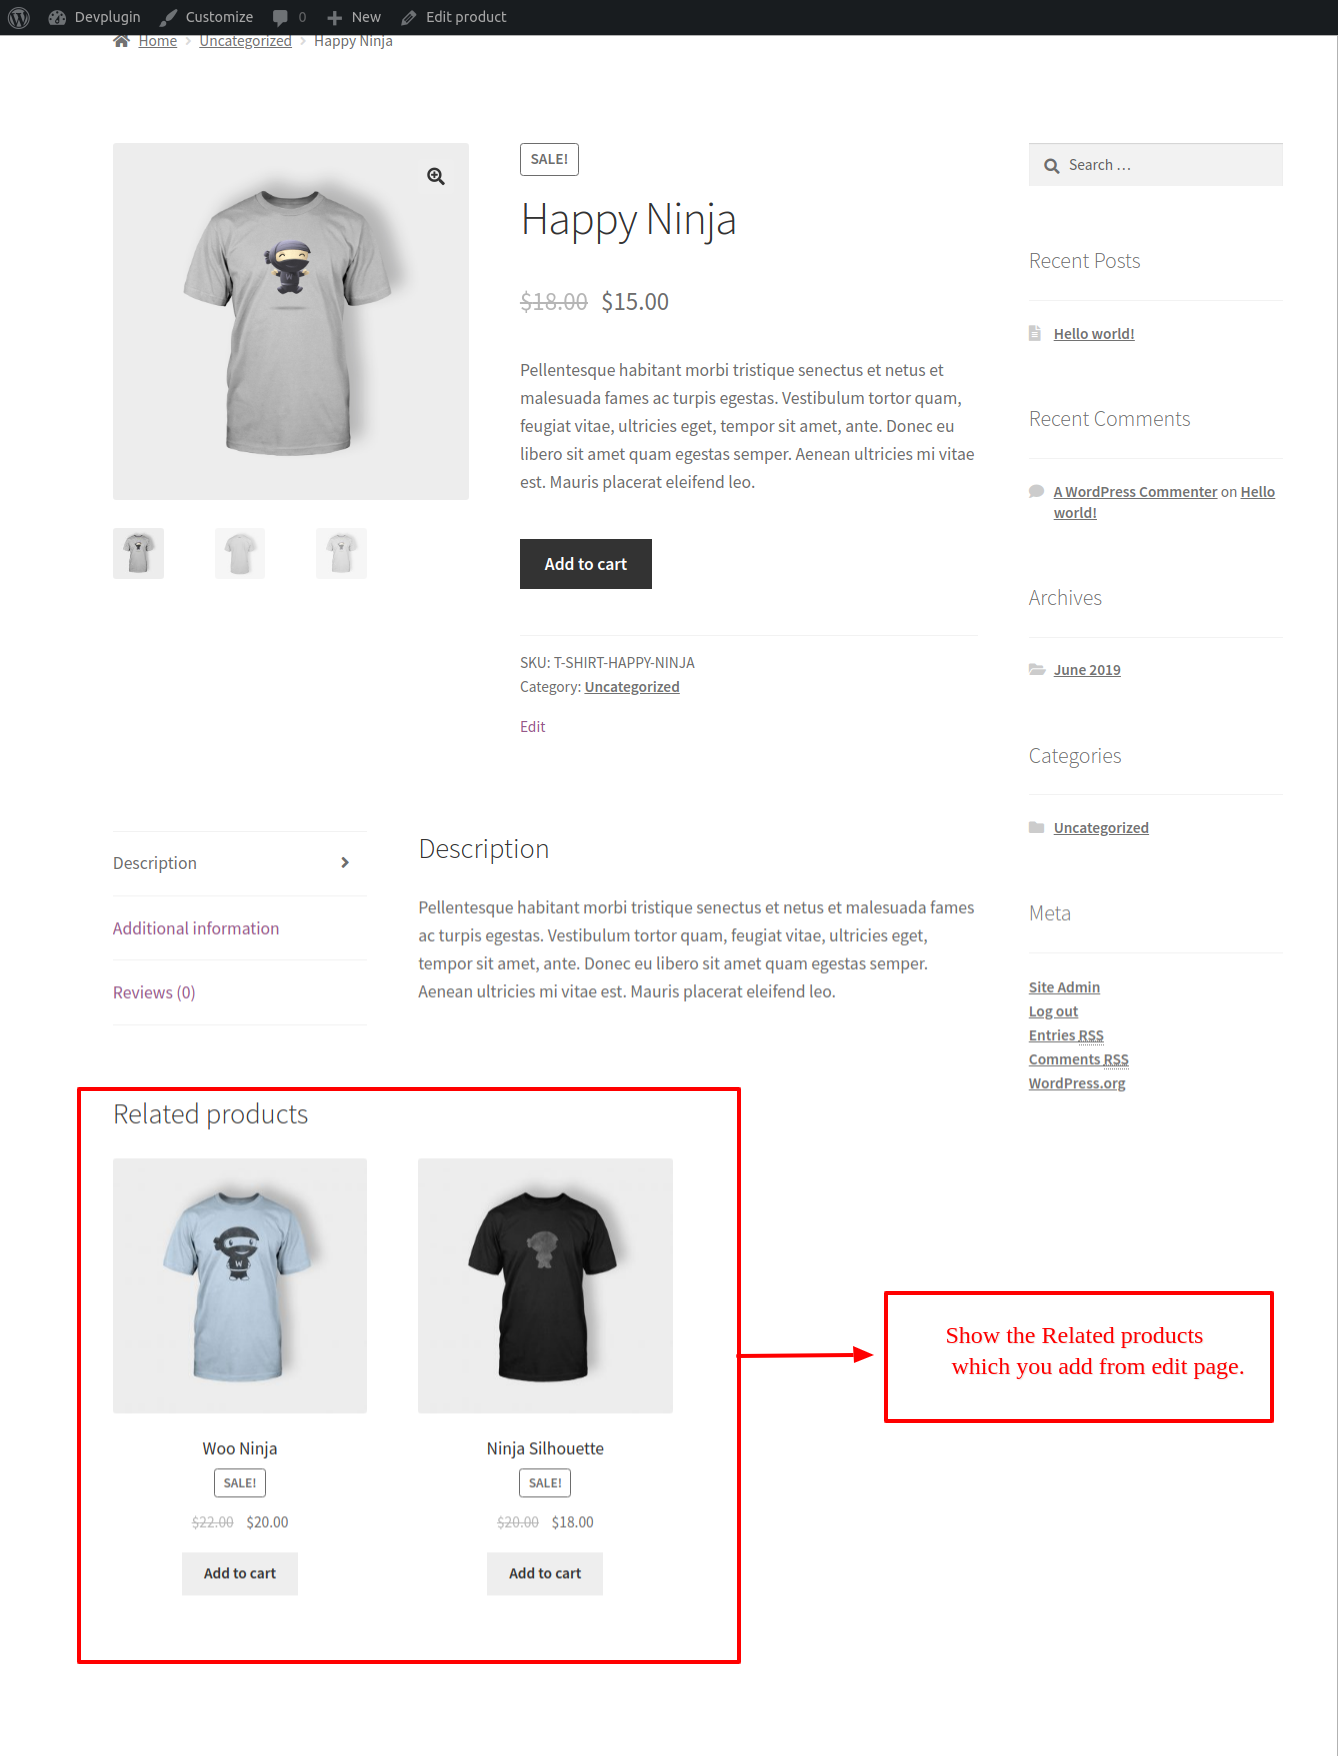 Devplugin Customize 0 New Edit product
Home > Uncategorized > Happy Ninja
SALE!
Happy Ninja
$18.00 $15.00
Pellentesque habitant morbi tristique senectus et netus et
malesuada fames ac turpis egestas. Vestibulum tortor quam,
feugiat vitae, ultricies eget, tempor sit amet, ante. Donec eu
libero sit amet quam egestas semper. Aenean ultricies mi vitae
est. Mauris placerat eleifend leo.
Add to cart
SKU: T-SHIRT-HAPPY-NINJA
Category: Uncategorized
Edit
Search …
Recent Posts
Hello world!
Recent Comments
A WordPress Commenter on Hello
world!
Archives
June 2019
Categories
Uncategorized
Meta
Site Admin
Log out
Entries RSS
Comments RSS
WordPress.org
Description
Additional information
Reviews (0)
Description
Pellentesque habitant morbi tristique senectus et netus et malesuada fames
ac turpis egestas. Vestibulum tortor quam, feugiat vitae, ultricies eget,
tempor sit amet, ante. Donec eu libero sit amet quam egestas semper.
Aenean ultricies mi vitae est. Mauris placerat eleifend leo.
Related products
W
Woo Ninja
SALE!
$22.00 $20.00
Add to cart
Ninja Silhouette
SALE!
$20.00 $18.00
Add to cart
Show the Related products
which you add from edit page.